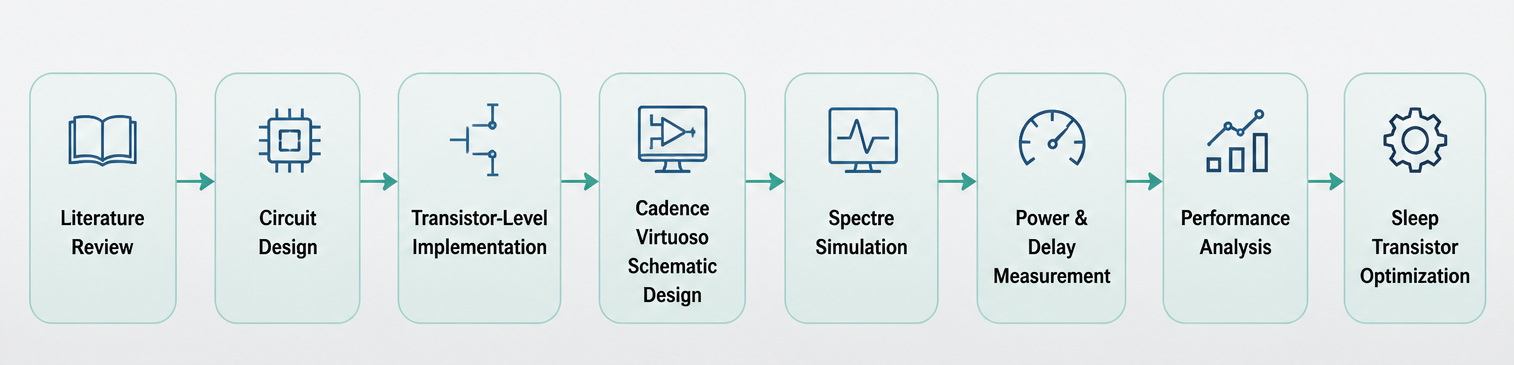 Literature
Review
Circuit
Design
Transistor-Level
Implementation
Cadence
Virtuoso
Schematic
Design
Spectre
Simulation
Power &
Delay
Measurement
Performance
Analysis
Sleep
Transistor
Optimization